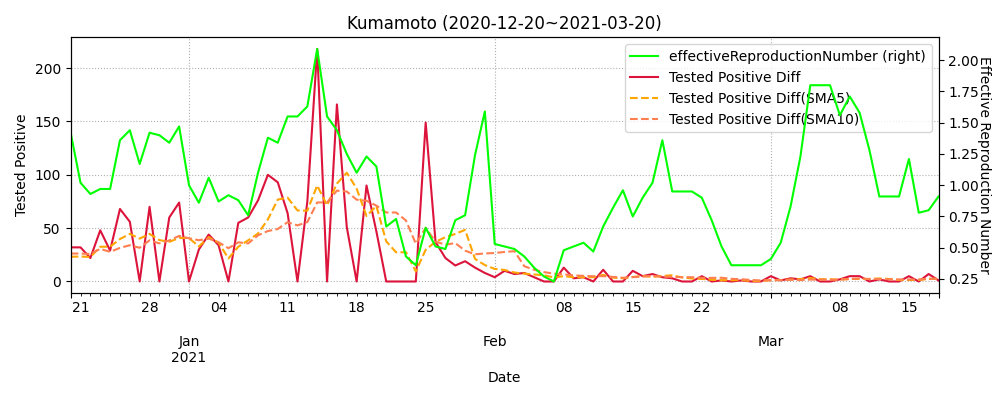 Kumamoto (2020-12-20~2021-03-20)
effectiveReproductionNumber (right)
Tested Positive Diff
Tested Positive Diff(SMA5)
Tested Positive Diff(SMA10)
Tested Positive
200
150
100
50
0
Effective Reproduction Number
2.00
1.75
1.50
1.25
1.00
0.75
0.50
0.25
21 28 04 11 18 25 08 15 22 08 15
Jan Feb Mar
2021
Date